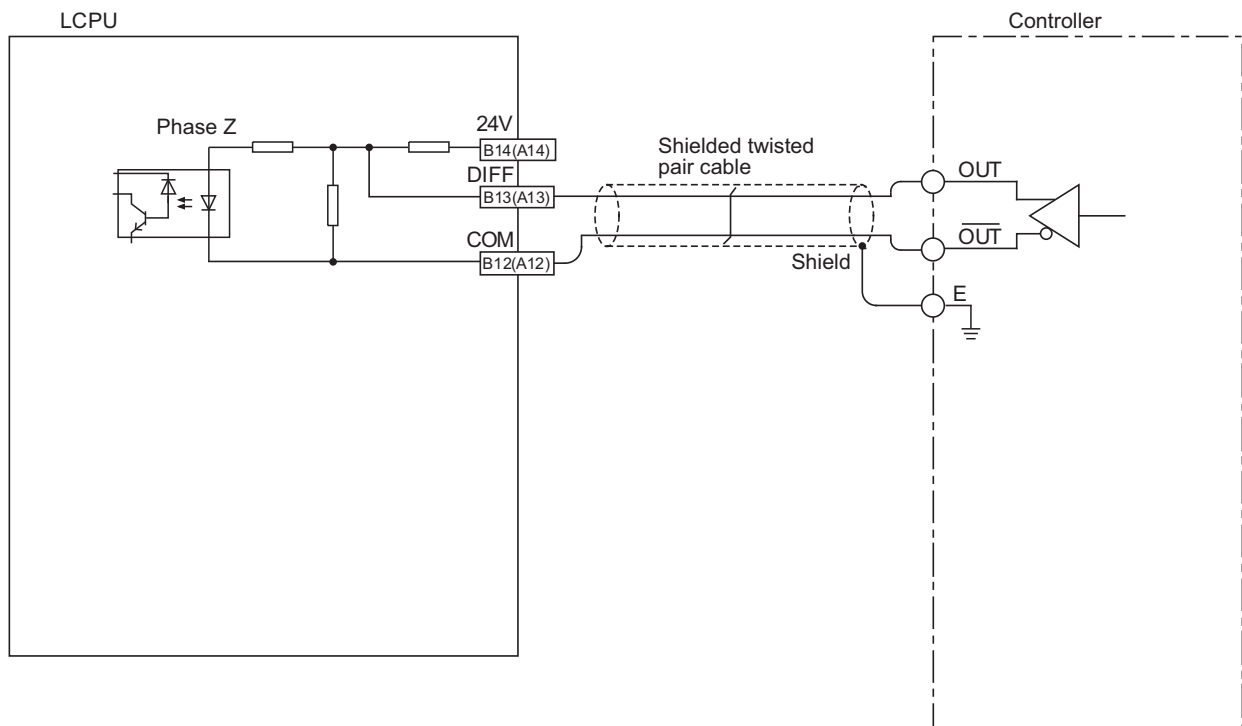 LCPU
Controller
Phase Z
24V
B14(A14)
DIFF
B13(A13)
COM
B12(A12)
Shielded twisted
pair cable
Shield
OUT
OUT
E